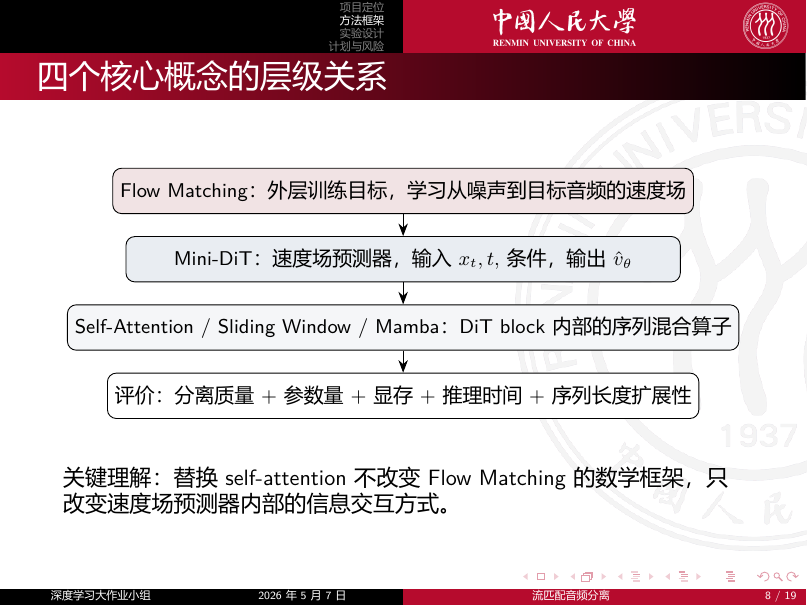 项目定位
方法框架
实验设计
计划与风险
中国人民大学
RENMIN UNIVERSITY OF CHINA
四个核心概念的层级关系
Flow Matching：外层训练目标，学习从噪声到目标音频的速度场
Mini-DiT：速度场预测器，输入 $x_t, t,$ 条件，输出 $\hat{v}_\theta$
Self-Attention / Sliding Window / Mamba：DiT block 内部的序列混合算子
评价：分离质量 + 参数量 + 显存 + 推理时间 + 序列长度扩展性
关键理解：替换 self-attention 不改变 Flow Matching 的数学框架，只
改变速度场预测器内部的信息交互方式。
1937
深度学习大作业小组
2026 年 5 月 7 日
流匹配音频分离
8 / 19